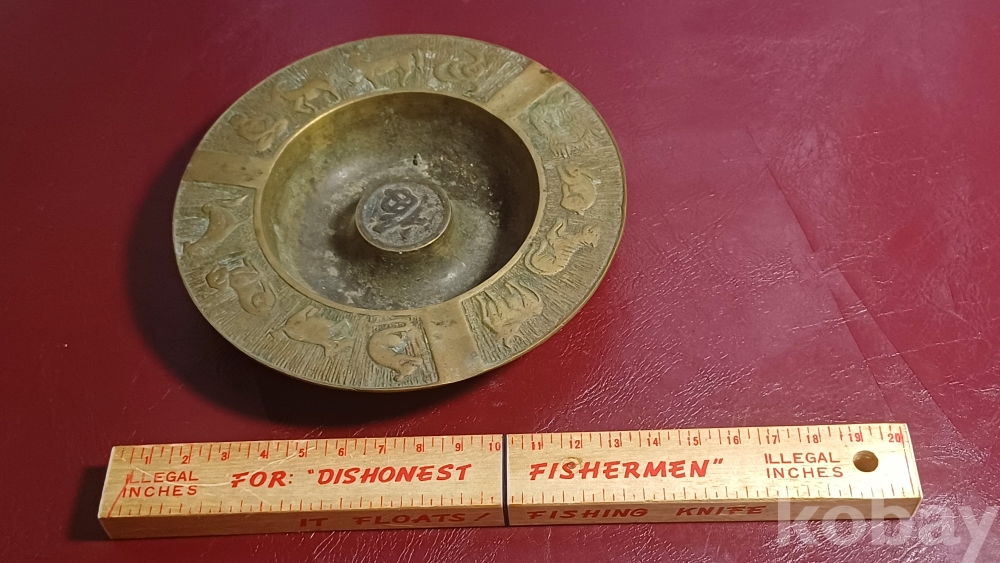 1 2 3 4 5 6 7 8 9 10 11 12 13 14 15 16 17 18 19 20
ILLEGAL INCHES FOR: "DISHONEST FISHERMEN" ILLEGAL INCHES
IT FLOATS! FISHING KNIFE
kobay